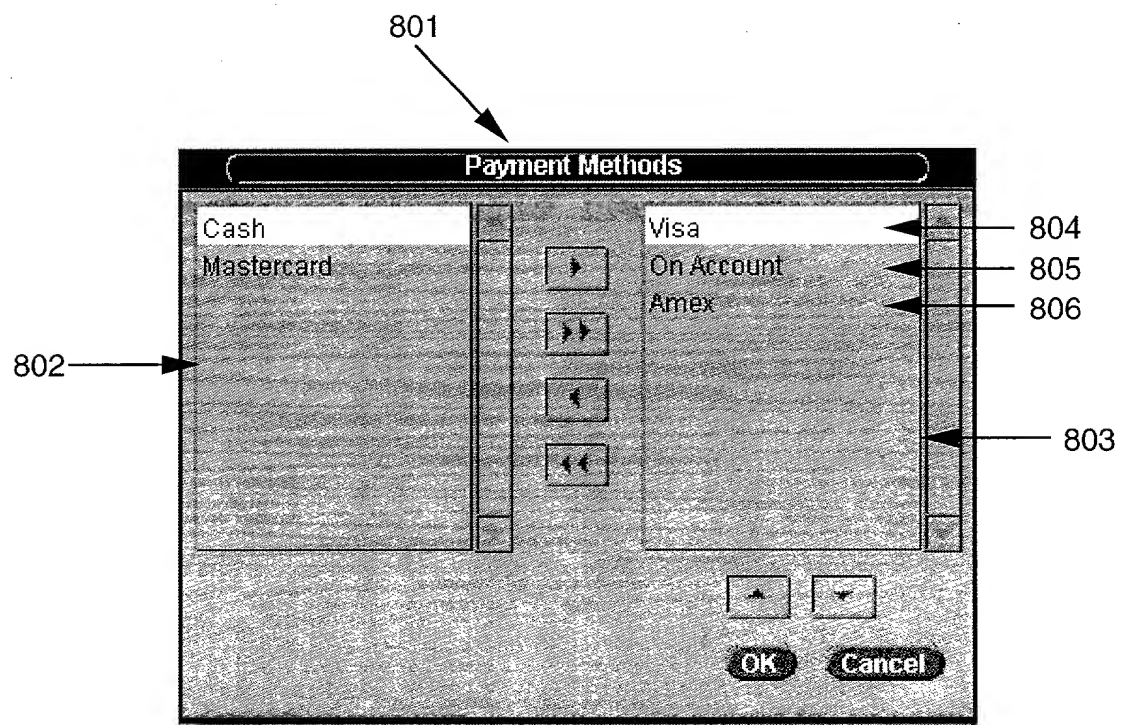 801
Payment Methods
Cash
Mastercard
Visa
On Account
Amex
804
805
806
802
803
OK
Cancel